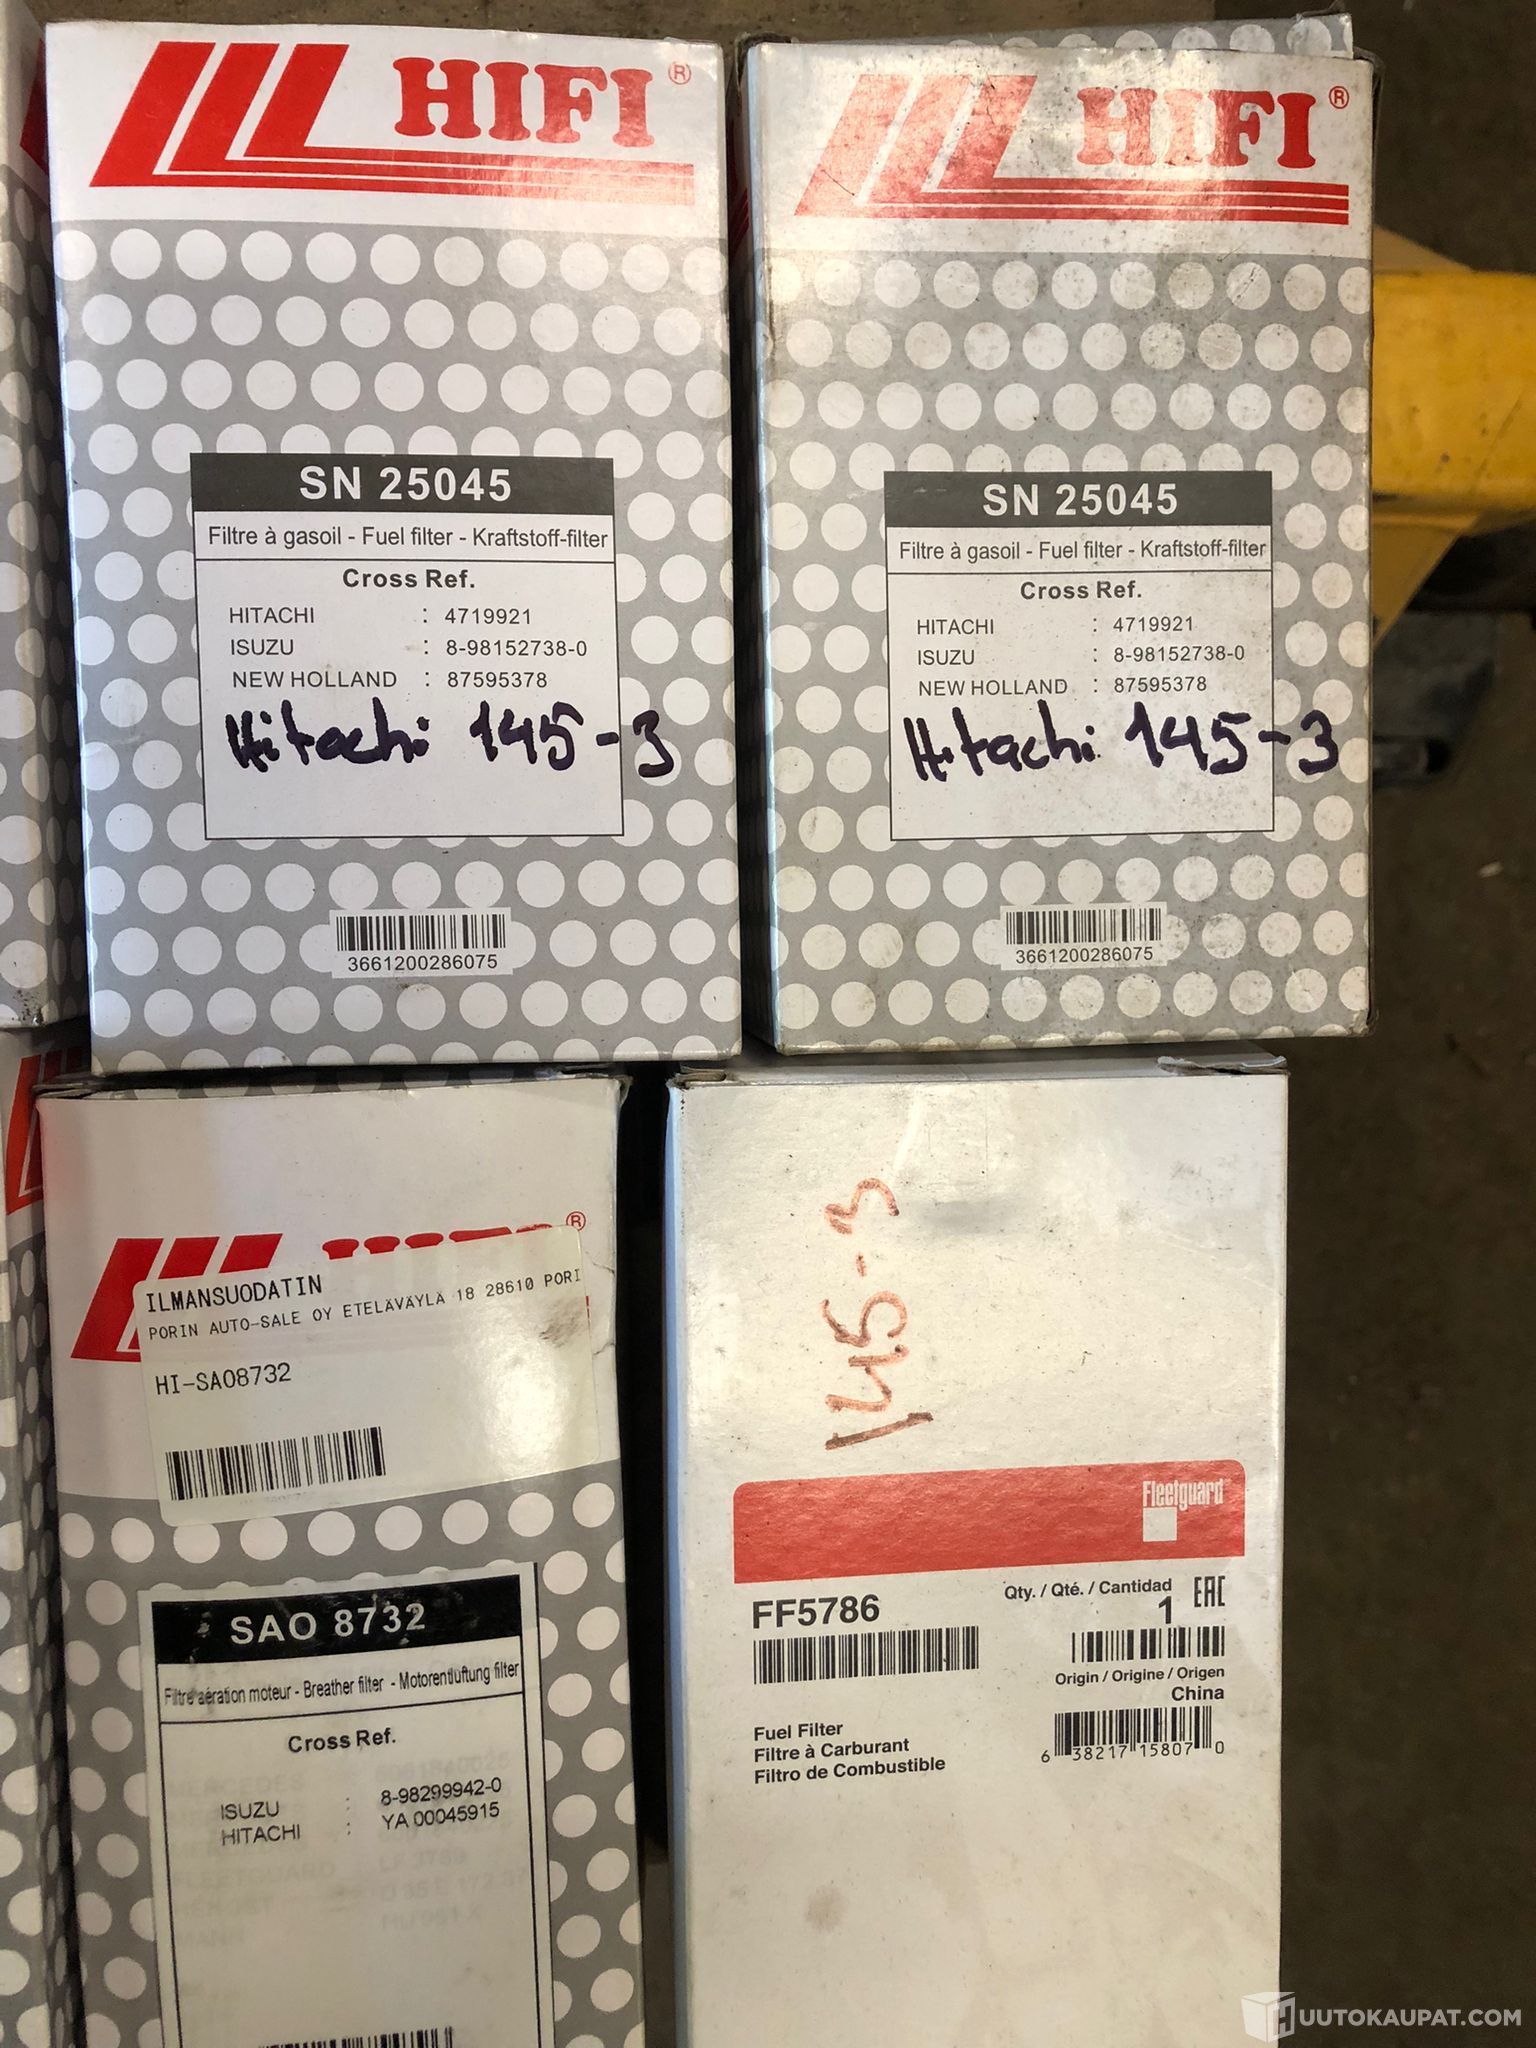 HIFI®
SN 25045
Filtre à gasoil - Fuel filter - Kraftstoff-filter
Cross Ref.
HITACHI : 4719921
ISUZU : 8-98152738-0
NEW HOLLAND : 87595378
Hitachi 145-3
3661200286075
HIFI®
SN 25045
Filtre à gasoil - Fuel filter - Kraftstoff-filter
Cross Ref.
HITACHI : 4719921
ISUZU : 8-98152738-0
NEW HOLLAND : 87595378
Hitachi 145-3
3661200286075
®
ILMANSUODATIN
PORIN AUTO-SALE OY ETELÄVÄYLÄ 18 28610 PORI
HI-SAO8732
SAO 8732
Filtre aération moteur - Breather filter - Motorentlüftung filter
Cross Ref.
ISUZU : 8-98299942-0
HITACHI : YA 00045915
145-3
Fleetguard
FF5786
Qty. / Qté. / Cantidad
1
EAC
Origin / Origine / Origen
China
Fuel Filter
Filtre à Carburant
Filtro de Combustible
6 38217 15807 0
HUUTOKAUPAT.COM